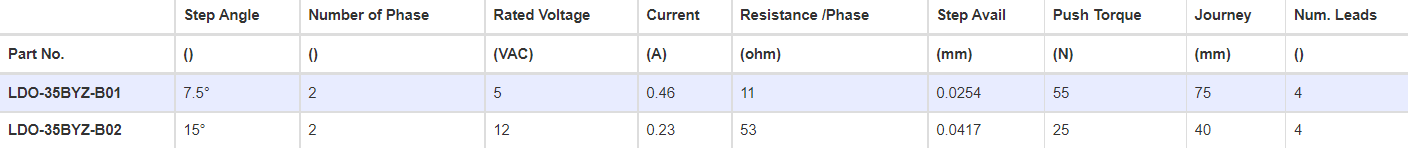 Step Angle Number of Phase Rated Voltage Current Resistance /Phase Step Avail Push Torque Journey Num. Leads
Part No. () () (VAC) (A) (ohm) (mm) (N) (mm) ()
LDO-35BYZ-B01 7.5° 2 5 0.46 11 0.0254 55 75 4
LDO-35BYZ-B02 15° 2 12 0.23 53 0.0417 25 40 4